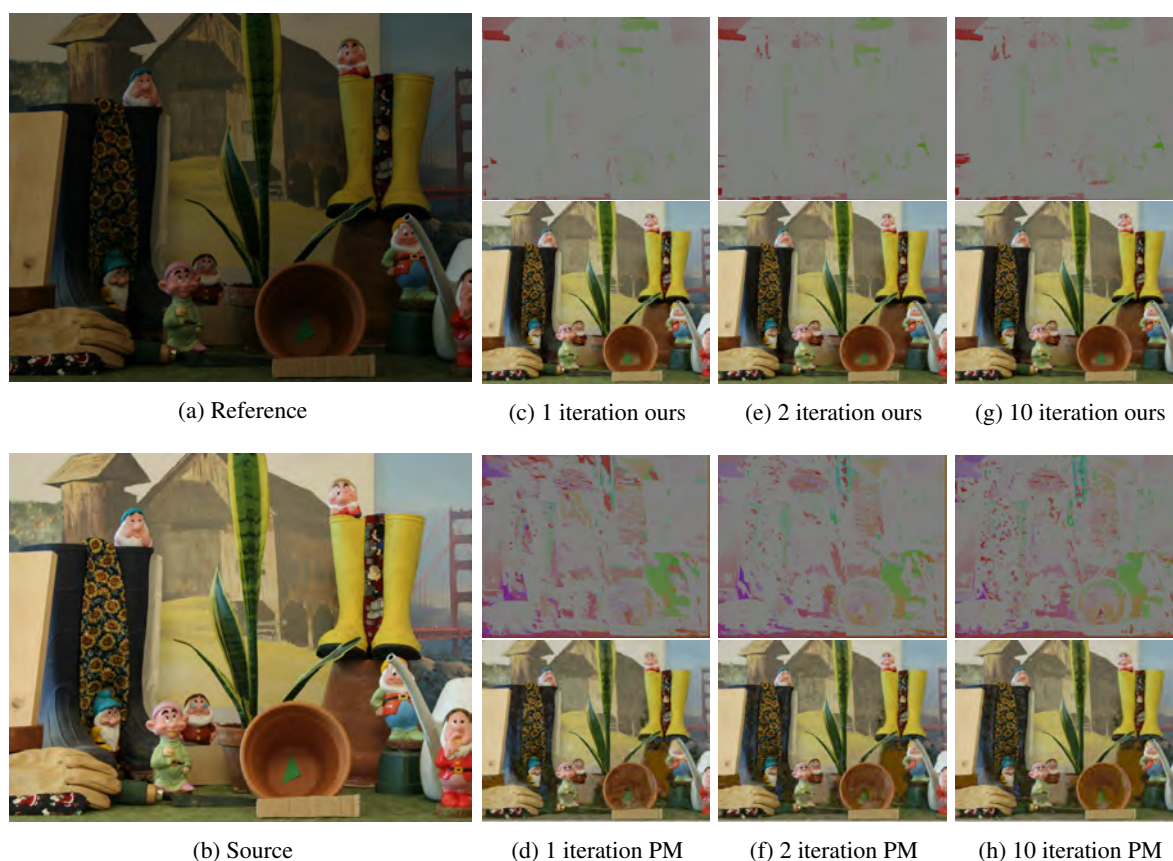 (a) Reference
(c) 1 iteration ours
(e) 2 iteration ours
(g) 10 iteration ours
(b) Source
(d) 1 iteration PM
(f) 2 iteration PM
(h) 10 iteration PM